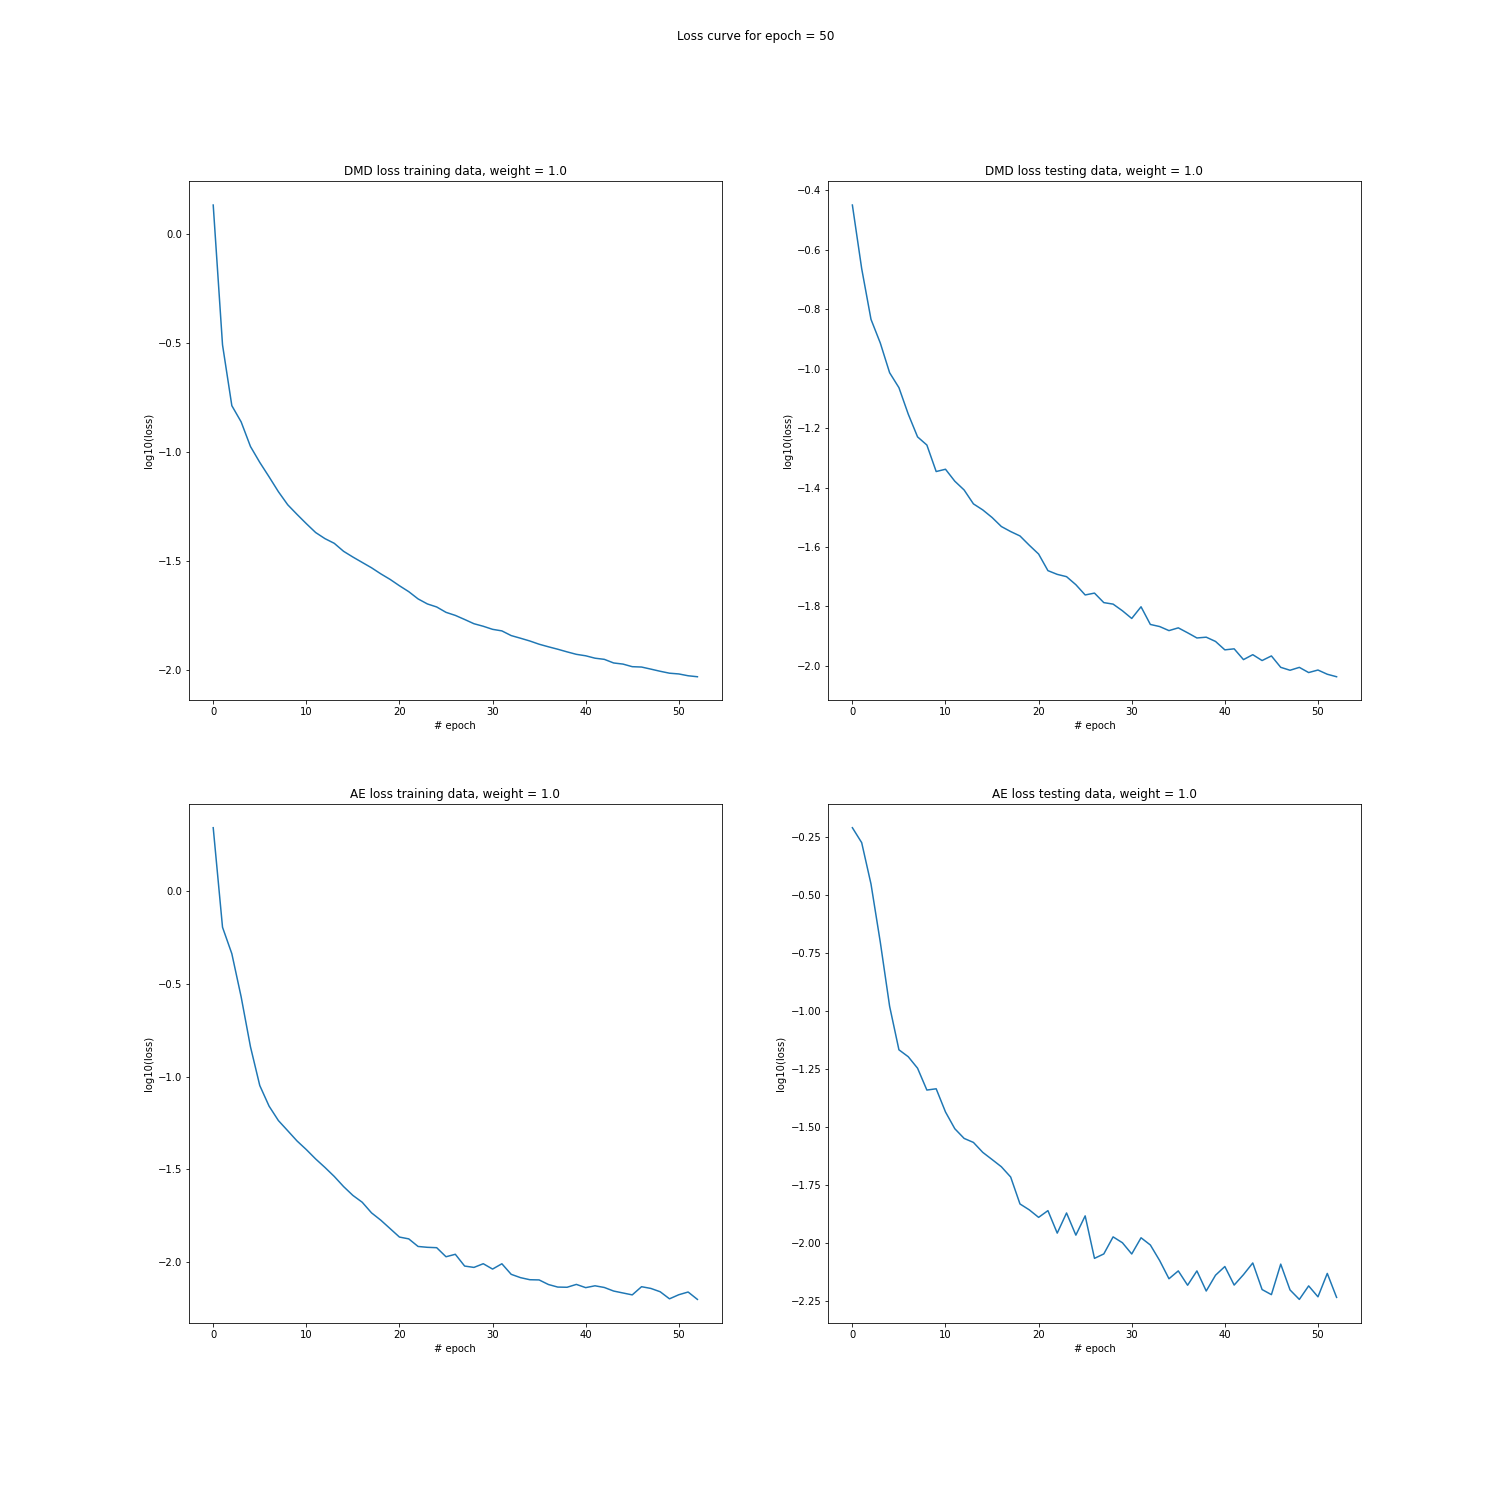 Loss curve for epoch = 50
DMD loss training data, weight = 1.0
0.0
−0.5
−1.0
−1.5
−2.0
log10(loss)
0 10 20 30 40 50
# epoch
DMD loss testing data, weight = 1.0
−0.4
−0.6
−0.8
−1.0
−1.2
−1.4
−1.6
−1.8
−2.0
log10(loss)
0 10 20 30 40 50
# epoch
AE loss training data, weight = 1.0
0.0
−0.5
−1.0
−1.5
−2.0
log10(loss)
0 10 20 30 40 50
# epoch
AE loss testing data, weight = 1.0
−0.25
−0.50
−0.75
−1.00
−1.25
−1.50
−1.75
−2.00
−2.25
log10(loss)
0 10 20 30 40 50
# epoch